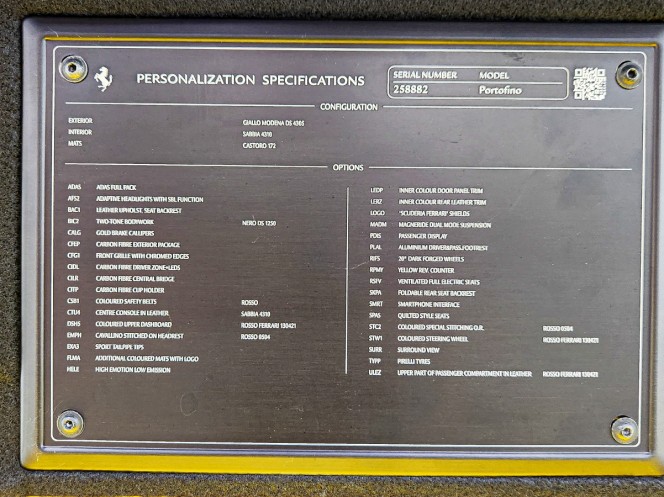 PERSONALIZATION SPECIFICATIONS
SERIAL NUMBER MODEL
258882 Portofino
CONFIGURATION
EXTERIOR GIALLO MODENA DS 4305
INTERIOR SABBIA 4310
MATS CASTORO 172
OPTIONS
ADAS ADAS FULL PACK
AFS2 ADAPTIVE HEADLIGHTS WITH SBL FUNCTION
BAC1 LEATHER UPHOLST. SEAT BACKREST
BIC2 TWO-TONE BODYWORK NERO DS 1250
CALG GOLD BRAKE CALLIPERS
CFEP CARBON FIBRE EXTERIOR PACKAGE
CFG1 FRONT GRILLE WITH CHROMED EDGES
CIDL CARBON FIBRE DRIVER ZONE+LEDS
CILR CARBON FIBRE CENTRAL BRIDGE
CITP CARBON FIBRE CUP HOLDER
CSB1 COLOURED SAFETY BELTS ROSSO
CTU4 CENTRE CONSOLE IN LEATHER SABBIA 4310
DSH5 COLOURED UPPER DASHBOARD ROSSO FERRARI 130421
EMPH CAVALLINO STITCHED ON HEADREST ROSSO 0504
EXA3 SPORT TAILPIPE TIPS
FLMA ADDITIONAL COLOURED MATS WITH LOGO
HELE HIGH EMOTION LOW EMISSION
LEDP INNER COLOUR DOOR PANEL TRIM
LERZ INNER COLOUR REAR LEATHER TRIM
LOGO "SCUDERIA FERRARI" SHIELDS
MADM MAGNERIDE DUAL MODE SUSPENSION
PDIS PASSENGER DISPLAY
PLAL ALUMINIUM DRIVER&PASS.FOOTREST
RIFS 20" DARK FORGED WHEELS
RPMY YELLOW REV. COUNTER
RSFV VENTILATED FULL ELECTRIC SEATS
SKPA FOLDABLE REAR SEAT BACKREST
SMRT SMARTPHONE INTERFACE
SPAS QUILTED STYLE SEATS
STC2 COLOURED SPECIAL STITCHING O.R. ROSSO 0504
STW1 COLOURED STEERING WHEEL ROSSO FERRARI 130421
SURR SURROUND VIEW
TYPP PIRELLI TYRES
ULEZ UPPER PART OF PASSENGER COMPARTMENT IN LEATHER ROSSO FERRARI 130421